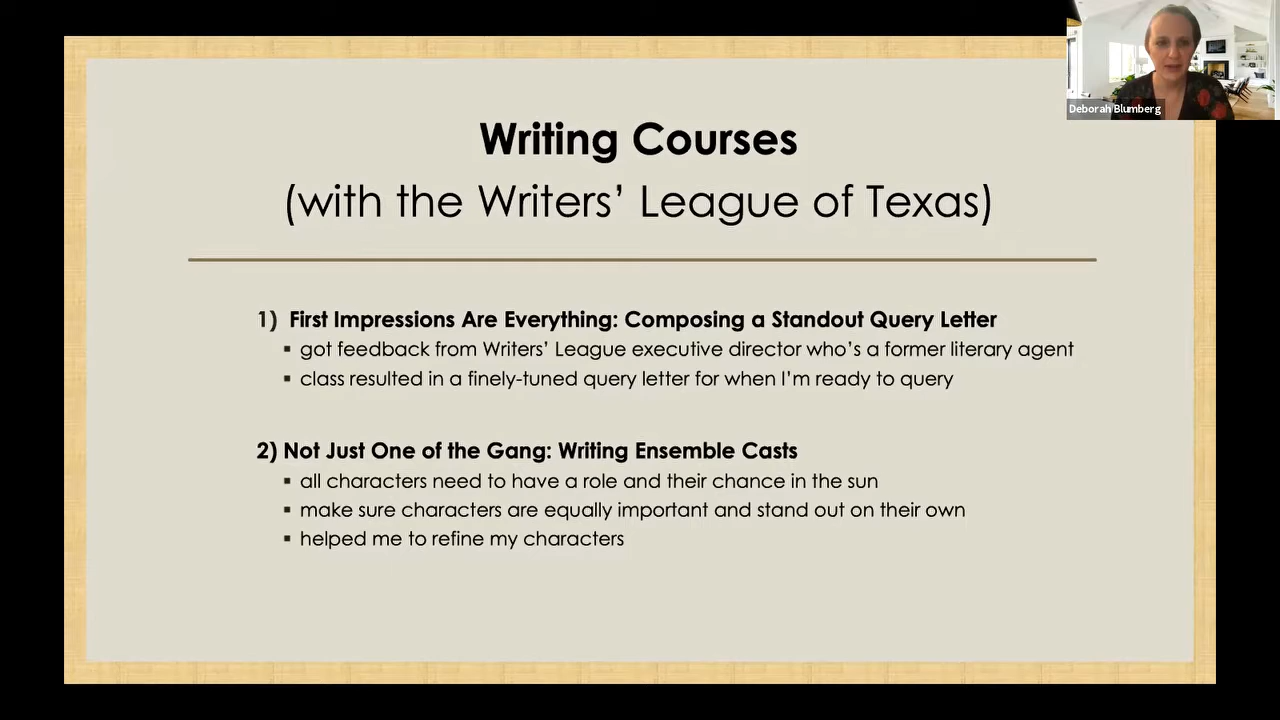 Deborah Blumberg
Writing Courses
(with the Writers’ League of Texas)
1) First Impressions Are Everything: Composing a Standout Query Letter
▪ got feedback from Writers’ League executive director who’s a former literary agent
▪ class resulted in a finely-tuned query letter for when I’m ready to query
2) Not Just One of the Gang: Writing Ensemble Casts
▪ all characters need to have a role and their chance in the sun
▪ make sure characters are equally important and stand out on their own
▪ helped me to refine my characters